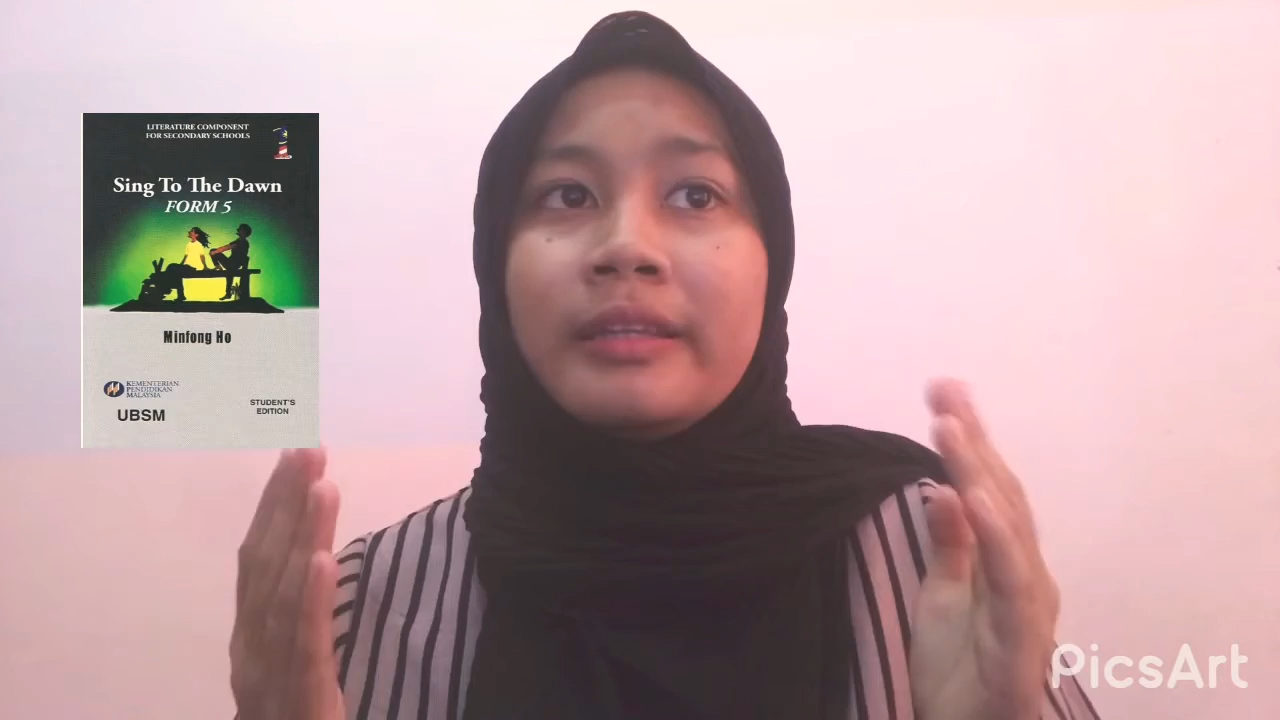 LITERATURE COMPONENT
FOR SECONDARY SCHOOLS
Sing To The Dawn
FORM 5
Minfong Ho
KEMENTERIAN
PENDIDIKAN
MALAYSIA
UBSM
STUDENT'S
EDITION
PicsArt